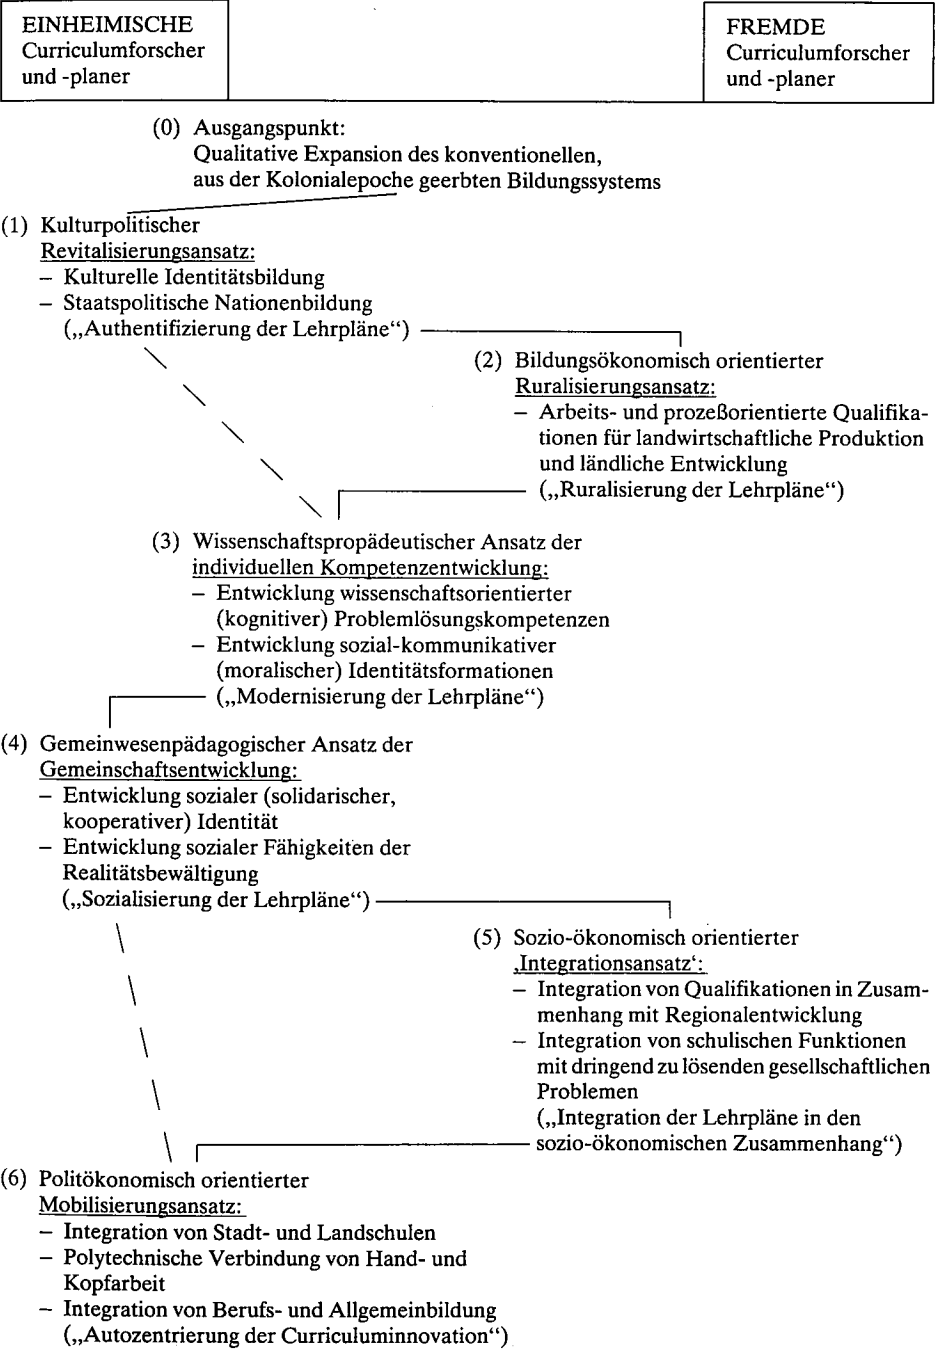 EINHEIMISCHE
Curriculumforscher
und -planer
FREMDE
Curriculumforscher
und -planer
(0) Ausgangspunkt:
Qualitative Expansion des konventionellen,
aus der Kolonialepoche geerbten Bildungssystems
(1) Kulturpolitischer
Revitalisierungsansatz:
– Kulturelle Identitätsbildung
– Staatspolitische Nationenbildung
(„Authentifizierung der Lehrpläne“)
(2) Bildungsökonomisch orientierter
Ruralisierungsansatz:
– Arbeits- und prozeßorientierte Qualifika-
tionen für landwirtschaftliche Produktion
und ländliche Entwicklung
(„Ruralisierung der Lehrpläne“)
(3) Wissenschaftspropädeutischer Ansatz der
individuellen Kompetenzentwicklung:
– Entwicklung wissenschaftsorientierter
(kognitiver) Problemlösungskompetenzen
– Entwicklung sozial-kommunikativer
(moralischer) Identitätsformationen
(„Modernisierung der Lehrpläne“)
(4) Gemeinwesenpädagogischer Ansatz der
Gemeinschaftsentwicklung:
– Entwicklung sozialer (solidarischer,
kooperativer) Identität
– Entwicklung sozialer Fähigkeiten der
Realitätsbewältigung
(„Sozialisierung der Lehrpläne“)
(5) Sozio-ökonomisch orientierter
‚Integrationsansatz‘:
– Integration von Qualifikationen in Zusam-
menhang mit Regionalentwicklung
– Integration von schulischen Funktionen
mit dringend zu lösenden gesellschaftlichen
Problemen
(„Integration der Lehrpläne in den
sozio-ökonomischen Zusammenhang“)
(6) Politökonomisch orientierter
Mobilisierungsansatz:
– Integration von Stadt- und Landschulen
– Polytechnische Verbindung von Hand- und
Kopfarbeit
– Integration von Berufs- und Allgemeinbildung
(„Autozentrierung der Curriculuminnovation“)